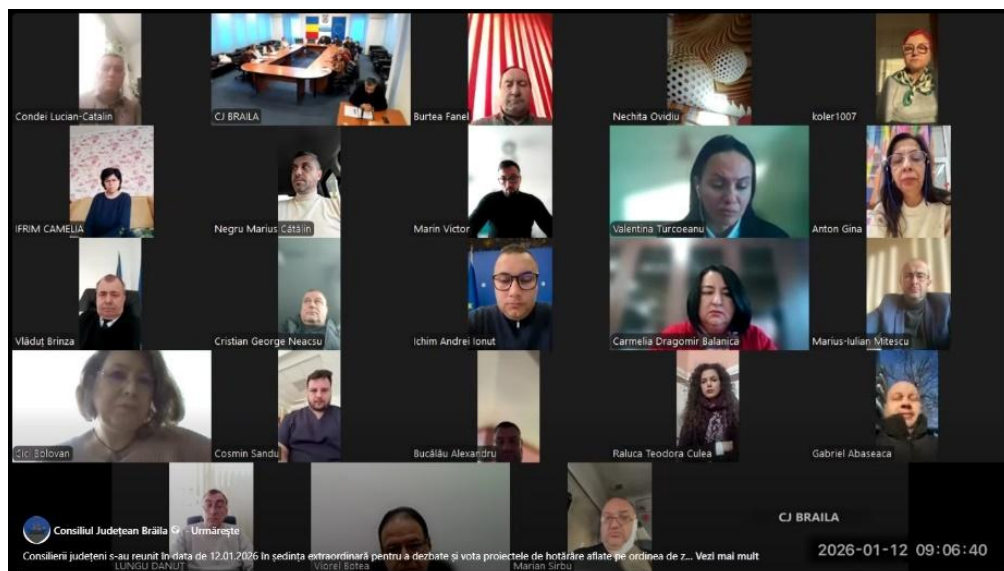 Condei Lucian-Catalin
CJ BRAILA
Burtea Fanel
Nechita Ovidiu
koler1007
IFRIM CAMELIA
Negru Marius Cătălin
Marin Victor
Valentina Turcoeanu
Anton Gina
Vlăduț Brinza
Cristian George Neacsu
Ichim Andrei Ionut
Carmelia Dragomir Balanica
Marius-Iulian Mitescu
Cici Bolovan
Cosmin Sandu
Bucălău Alexandru
Raluca Teodora Culea
Gabriel Abaseaca
Consiliul Județean Brăila · Urmărește
CJ BRAILA
Consilierii județeni s-au reunit în data de 12.01.2026 în ședința extraordinară pentru a dezbate și vota proiectele de hotărâre aflate pe ordinea de z... Vezi mai mult
2026-01-12 09:06:40
LUNGU DANUT
Viorel Botea
Marian Sirbu